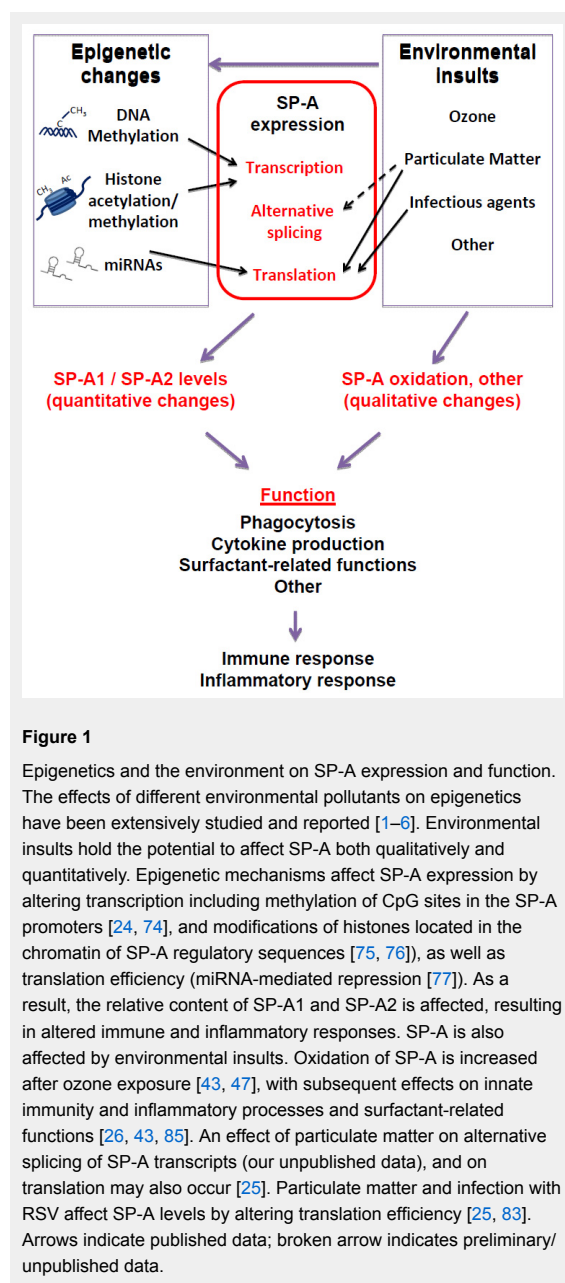 Epigenetic
changes
Environmental
insults
SP-A
expression
CH3
C
DNA
Methylation
Ozone
Transcription
Particulate Matter
CH3 Ac
Histone
acetylation/
methylation
Alternative
splicing
Infectious agents
Other
miRNAs
Translation
SP-A1 / SP-A2 levels
(quantitative changes)
SP-A oxidation, other
(qualitative changes)
Function
Phagocytosis
Cytokine production
Surfactant-related functions
Other
Immune response
Inflammatory response
Figure 1
Epigenetics and the environment on SP-A expression and function.
The effects of different environmental pollutants on epigenetics
have been extensively studied and reported [1–6]. Environmental
insults hold the potential to affect SP-A both qualitatively and
quantitatively. Epigenetic mechanisms affect SP-A expression by
altering transcription including methylation of CpG sites in the SP-A
promoters [24, 74], and modifications of histones located in the
chromatin of SP-A regulatory sequences [75, 76]), as well as
translation efficiency (miRNA-mediated repression [77]). As a
result, the relative content of SP-A1 and SP-A2 is affected, resulting
in altered immune and inflammatory responses. SP-A is also
affected by environmental insults. Oxidation of SP-A is increased
after ozone exposure [43, 47], with subsequent effects on innate
immunity and inflammatory processes and surfactant-related
functions [26, 43, 85]. An effect of particulate matter on alternative
splicing of SP-A transcripts (our unpublished data), and on
translation may also occur [25]. Particulate matter and infection with
RSV affect SP-A levels by altering translation efficiency [25, 83].
Arrows indicate published data; broken arrow indicates preliminary/
unpublished data.